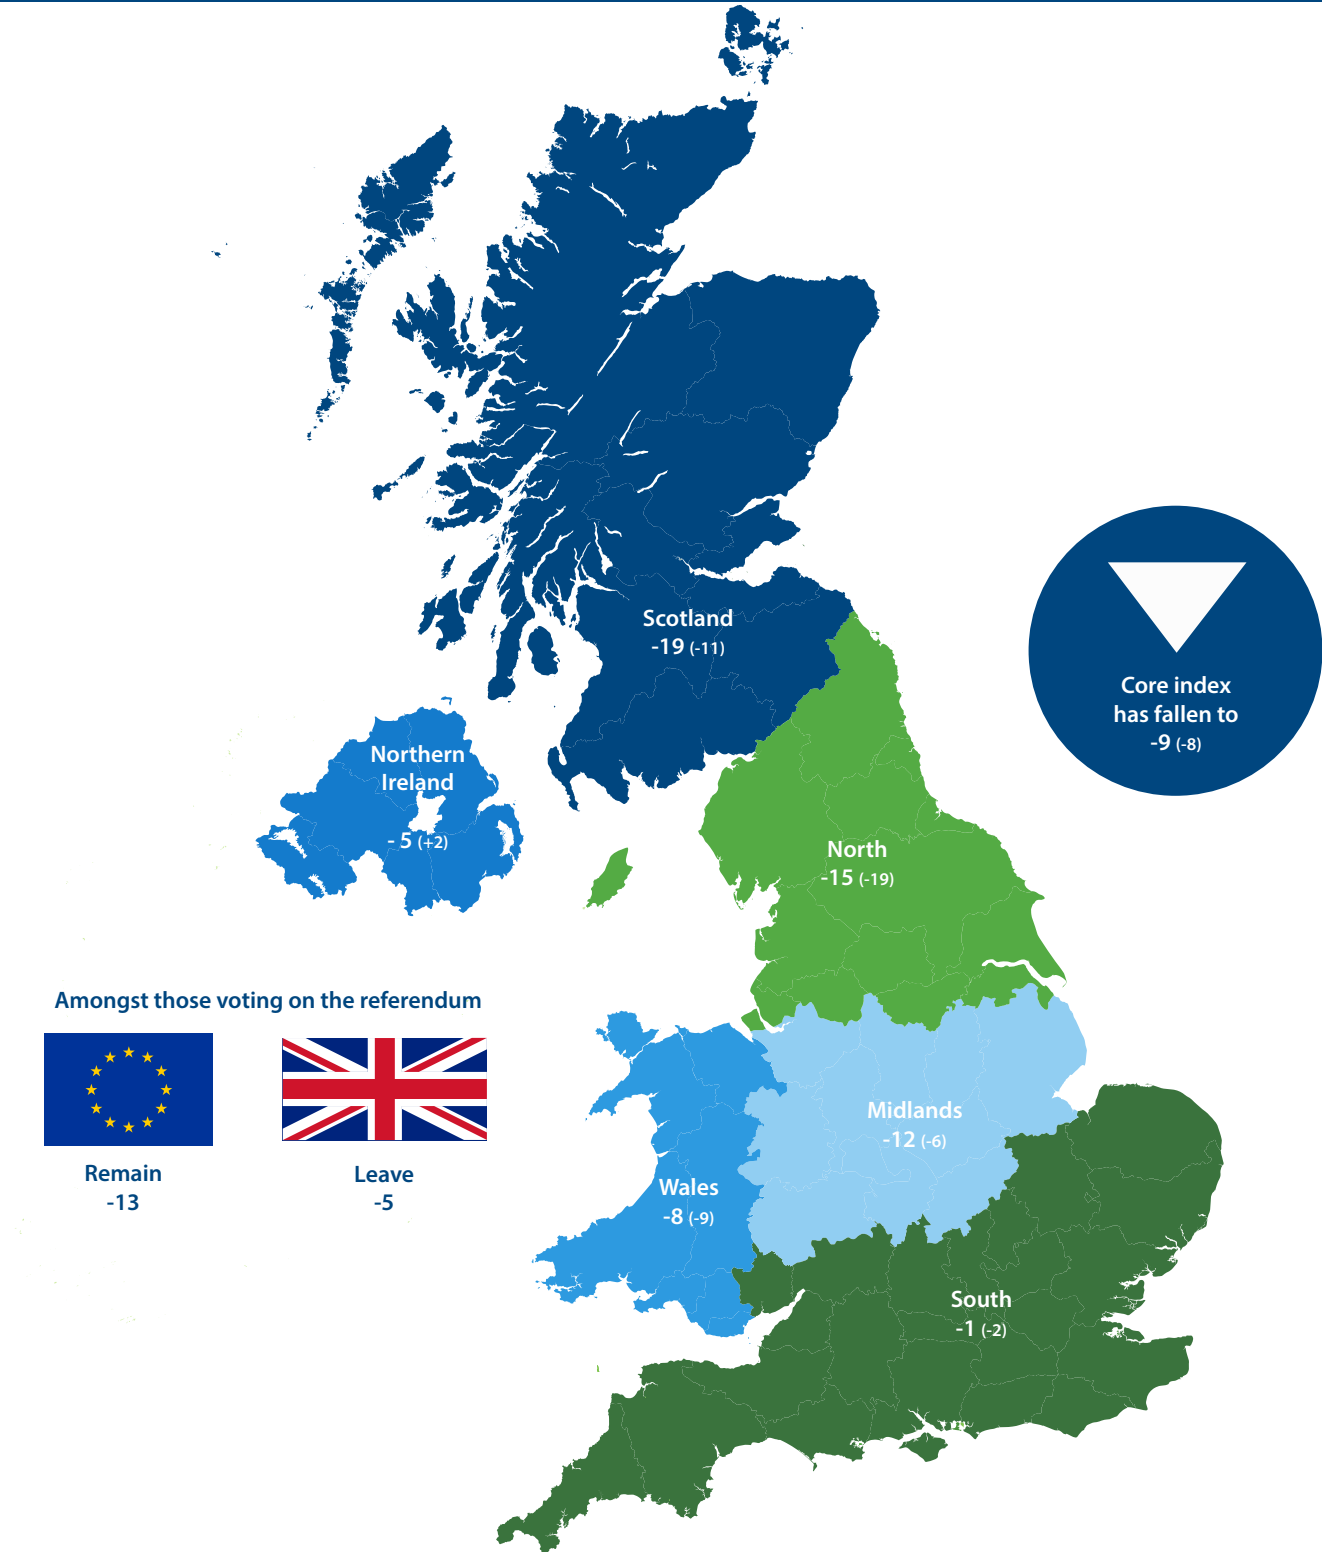 Scotland
-19 (-11)
Core index
has fallen to
-9 (-8)
Northern
Ireland
- 5 (+2)
North
-15 (-19)
Amongst those voting on the referendum
Remain
-13
Leave
-5
Midlands
-12 (-6)
Wales
-8 (-9)
South
-1 (-2)